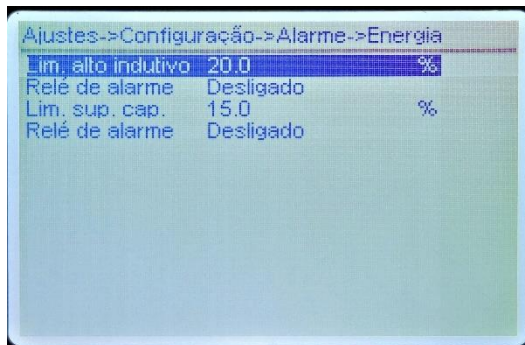 Ajustes->Configuração->Alarme->Energia
Lim. alto indutivo 20.0 %
Relé de alarme Desligado
Lim. sup. cap. 15.0 %
Relé de alarme Desligado